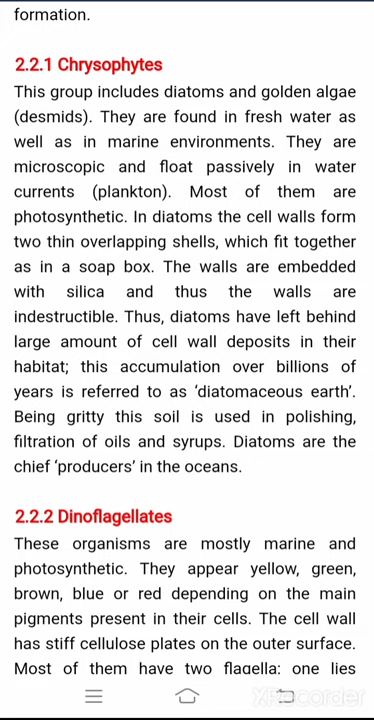 formation.
2.2.1 Chrysophytes
This group includes diatoms and golden algae
(desmids). They are found in fresh water as
well as in marine environments. They are
microscopic and float passively in water
currents (plankton). Most of them are
photosynthetic. In diatoms the cell walls form
two thin overlapping shells, which fit together
as in a soap box. The walls are embedded
with silica and thus the walls are
indestructible. Thus, diatoms have left behind
large amount of cell wall deposits in their
habitat; this accumulation over billions of
years is referred to as ‘diatomaceous earth’.
Being gritty this soil is used in polishing,
filtration of oils and syrups. Diatoms are the
chief ‘producers’ in the oceans.
2.2.2 Dinoflagellates
These organisms are mostly marine and
photosynthetic. They appear yellow, green,
brown, blue or red depending on the main
pigments present in their cells. The cell wall
has stiff cellulose plates on the outer surface.
Most of them have two flagella; one lies
XRecorder